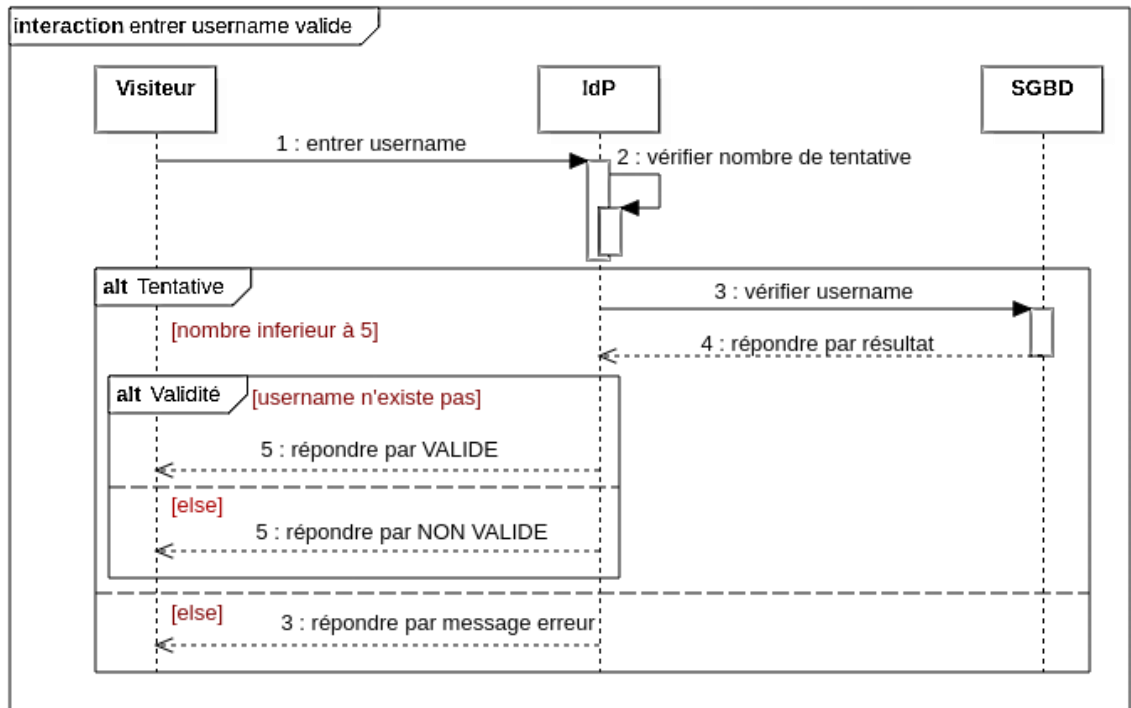 interaction entrer username valide
Visiteur
IdP
SGBD
1 : entrer username
2 : vérifier nombre de tentative
alt Tentative
3 : vérifier username
[nombre inferieur à 5]
4 : répondre par résultat
alt Validité
[username n'existe pas]
5 : répondre par VALIDE
[else]
5 : répondre par NON VALIDE
[else]
3 : répondre par message erreur